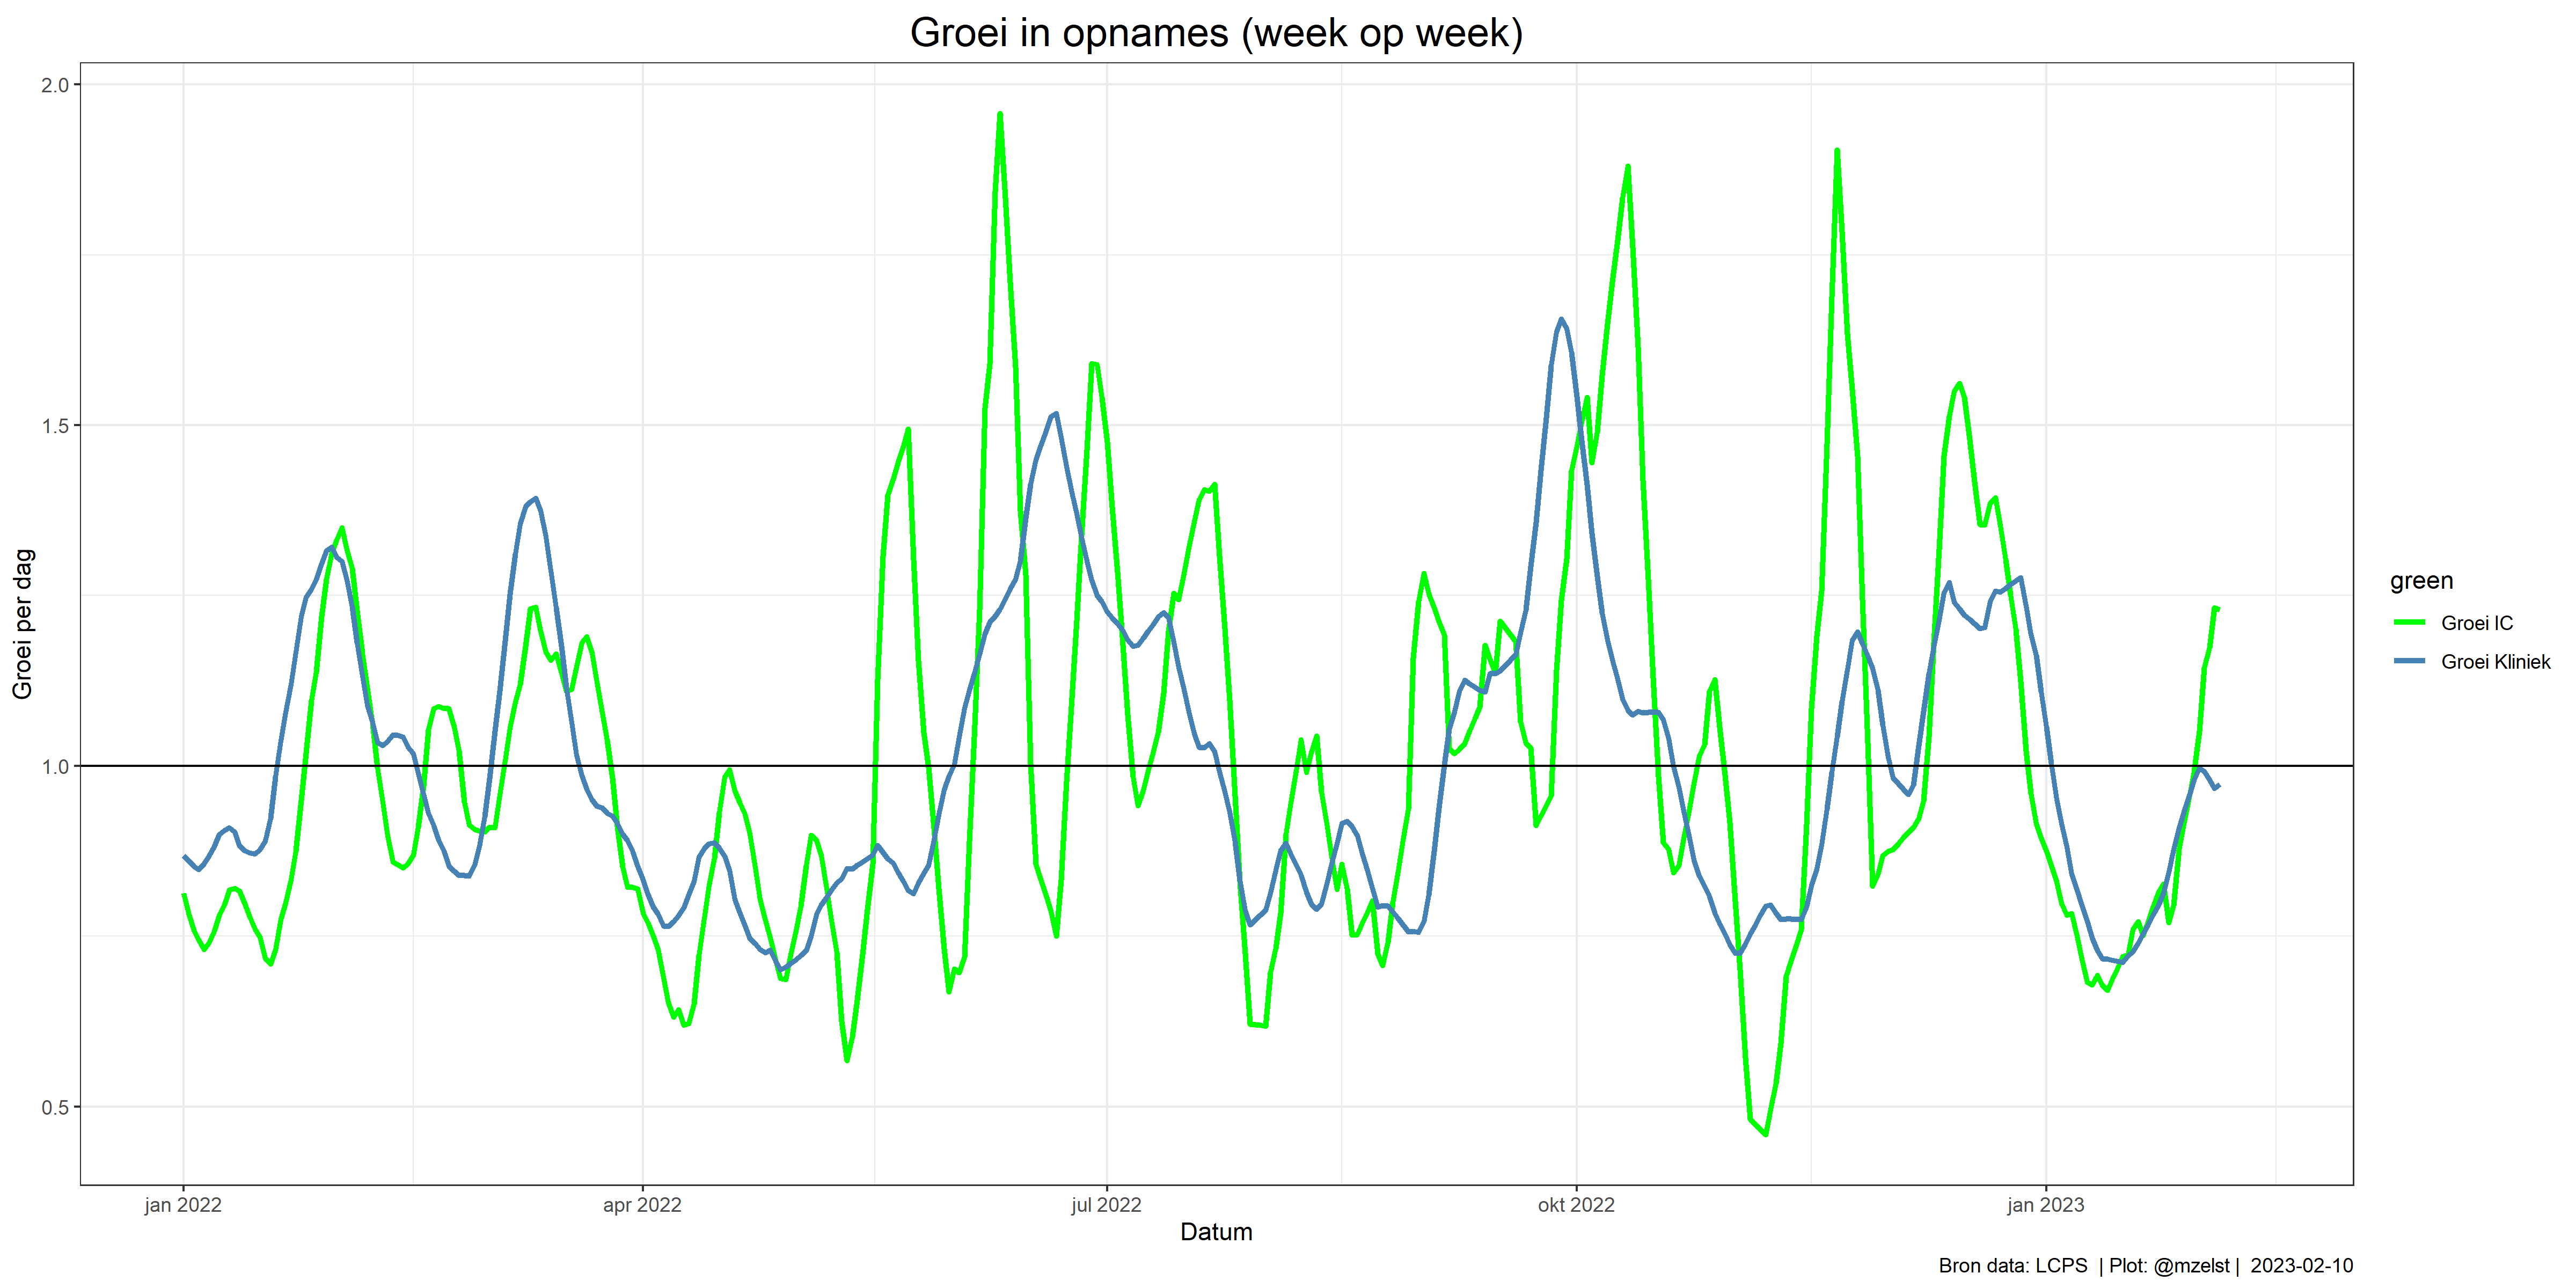 Groei in opnames (week op week)
2.0
1.5
1.0
0.5
Groei per dag
jan 2022
apr 2022
jul 2022
okt 2022
jan 2023
Datum
green
Groei IC
Groei Kliniek
Bron data: LCPS | Plot: @mzelst | 2023-02-10